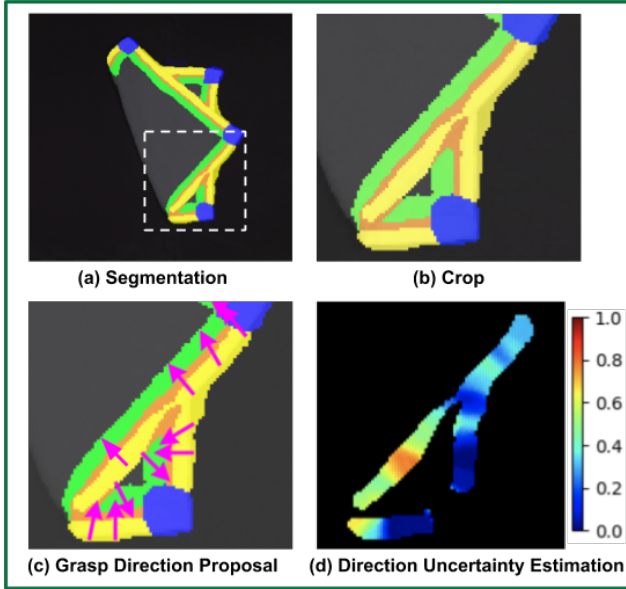 (a) Segmentation
(b) Crop
1.0
0.8
0.6
0.4
0.2
0.0
(c) Grasp Direction Proposal
(d) Direction Uncertainty Estimation